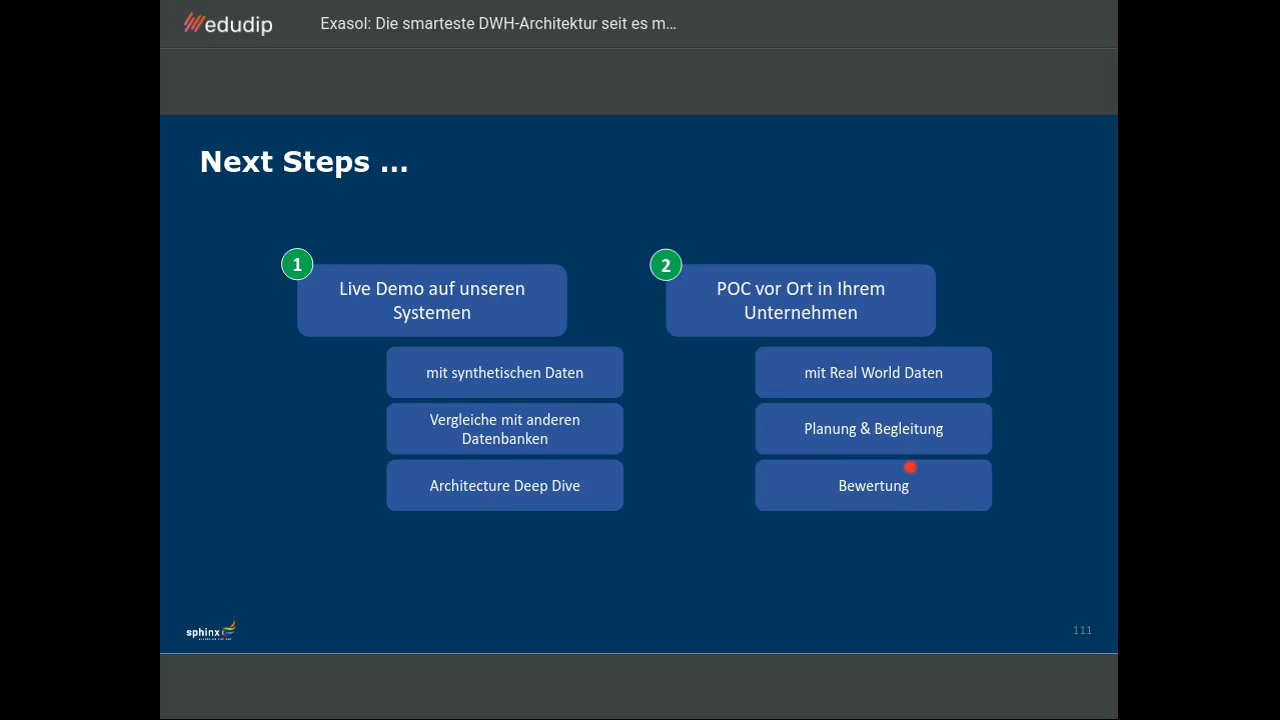 edudip
Exasol: Die smarteste DWH-Architektur seit es m...
Next Steps ...
1
Live Demo auf unseren
Systemen
mit synthetischen Daten
Vergleiche mit anderen
Datenbanken
Architecture Deep Dive
2
POC vor Ort in Ihrem
Unternehmen
mit Real World Daten
Planung & Begleitung
Bewertung
sphinx
111